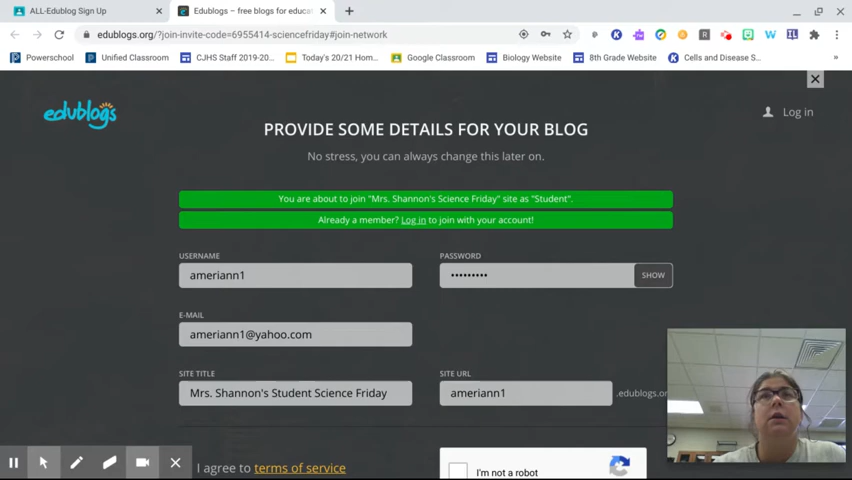 ALL-Edublog Sign Up
Edublogs – free blogs for educat
edublogs.org/?join-invite-code=6955414-sciencefriday#join-network
Powerschool
Unified Classroom
CJHS Staff 2019-20...
Today's 20/21 Hom...
Google Classroom
Biology Website
8th Grade Website
Cells and Disease S...
edublogs
Log in
PROVIDE SOME DETAILS FOR YOUR BLOG
No stress, you can always change this later on.
You are about to join "Mrs. Shannon's Science Friday" site as "Student".
Already a member? Log in to join with your account!
USERNAME
PASSWORD
ameriann1
•••••••••
SHOW
E-MAIL
ameriann1@yahoo.com
SITE TITLE
SITE URL
Mrs. Shannon's Student Science Friday
ameriann1
.edublogs.or
I agree to terms of service
I'm not a robot